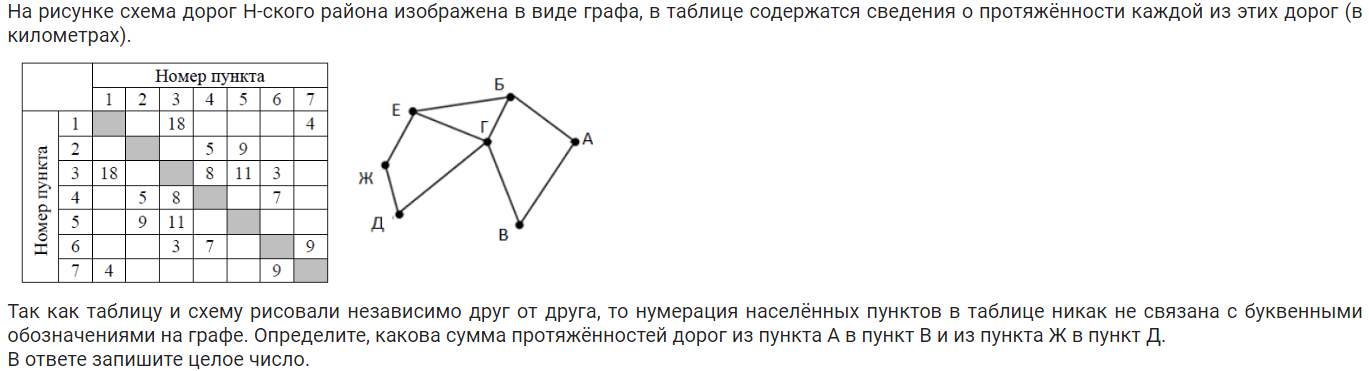 На рисунке схема дорог Н-ского района изображена в виде графа, в таблице содержатся сведения о протяжённости каждой из этих дорог (в
километрах).
Номер пункта
1 2 3 4 5 6 7
Номер пункта
1 18 4
2 5 9
3 18 8 11 3
4 5 8 7
5 9 11
6 3 7 9
7 4 9
Б
Е
Г
А
Ж
Д
В
Так как таблицу и схему рисовали независимо друг от друга, то нумерация населённых пунктов в таблице никак не связана с буквенными
обозначениями на графе. Определите, какова сумма протяжённостей дорог из пункта А в пункт В и из пункта Ж в пункт Д.
В ответе запишите целое число.